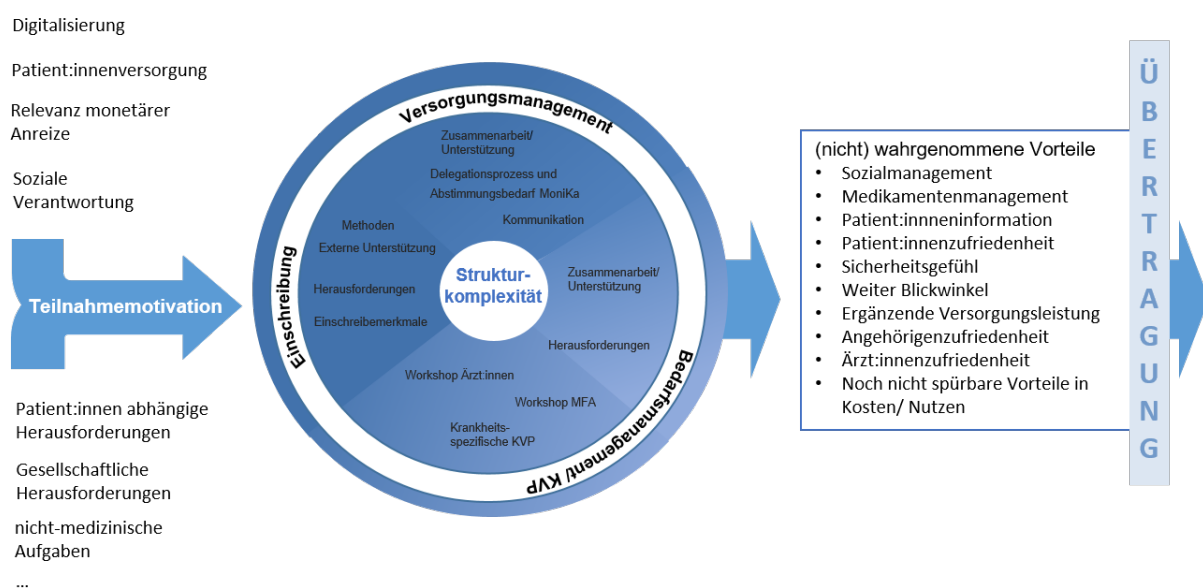 Digitalisierung
Patient:innenversorgung
Relevanz monetärer
Anreize
Soziale
Verantwortung
Teilnahmemotivation
Patient:innen abhängige
Herausforderungen
Gesellschaftliche
Herausforderungen
nicht-medizinische
Aufgaben
...
Versorgungsmanagement
Zusammenarbeit/
Unterstützung
Delegationsprozess und
Abstimmungsbedarf MoniKa
Kommunikation
Einschreibung
Methoden
Externe Unterstützung
Herausforderungen
Einschreibemerkmale
Struktur-
komplexität
Zusammenarbeit/
Unterstützung
Herausforderungen
Workshop Ärzt:innen
Workshop MFA
Krankheits-
spezifische KVP
Bedarfsmanagement/ KVP
(nicht) wahrgenommene Vorteile
• Sozialmanagement
• Medikamentenmanagement
• Patient:innneninformation
• Patient:innenzufriedenheit
• Sicherheitsgefühl
• Weiter Blickwinkel
• Ergänzende Versorgungsleistung
• Angehörigenzufriedenheit
• Ärzt:innenzufriedenheit
• Noch nicht spürbare Vorteile in
Kosten/ Nutzen
ÜBERTRAGUNG